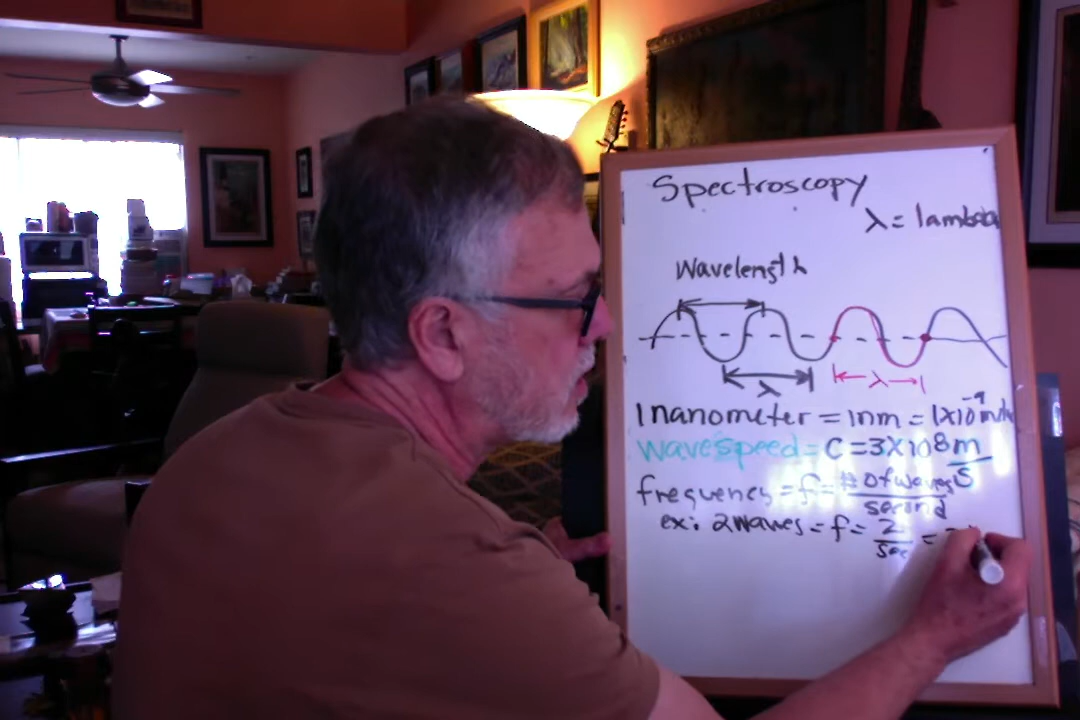 Spectroscopy
λ = lambda
Wavelength
λ
λ
1 nanometer = 1nm = 1x10⁻⁹ m
Wavespeed = C = 3x10⁸ m/s
frequency = f = # of waves/second
ex: 2 waves = f = 2/sec =